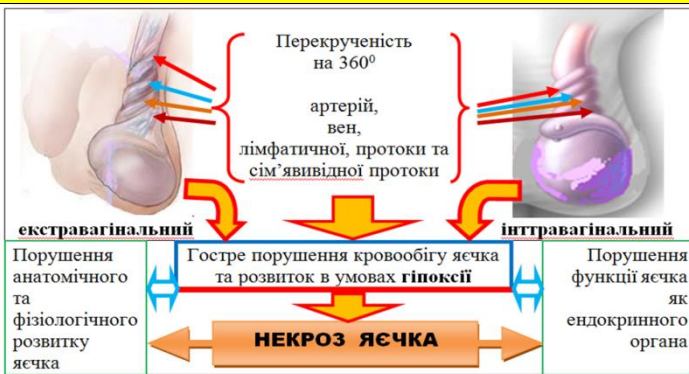 Перекрученість
на 360⁰
артерій,
вен,
лімфатичної, протоки та
сім’явивідної протоки
екстравагінальний
інттравагінальний
Порушення
анатомічного
та
фізіологічного
розвитку
яєчка
Гостре порушення кровообігу яєчка
та розвиток в умовах гіпоксії
Порушення
функції яєчка
як
ендокринного
органа
НЕКРОЗ ЯЄЧКА